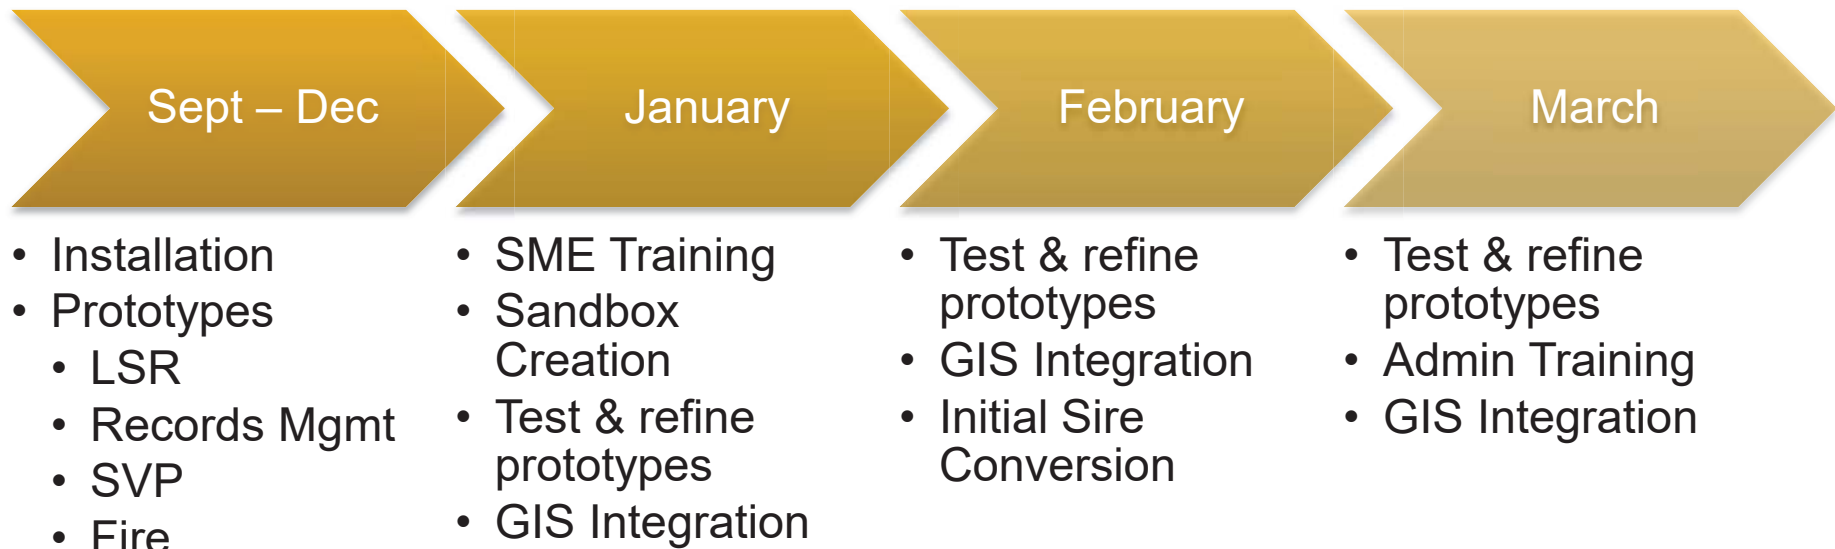 Sept – Dec
January
February
March
• Installation
• Prototypes
• LSR
• Records Mgmt
• SVP
• Fire
• SME Training
• Sandbox
Creation
• Test & refine
prototypes
• GIS Integration
• Test & refine
prototypes
• GIS Integration
• Initial Sire
Conversion
• Test & refine
prototypes
• Admin Training
• GIS Integration